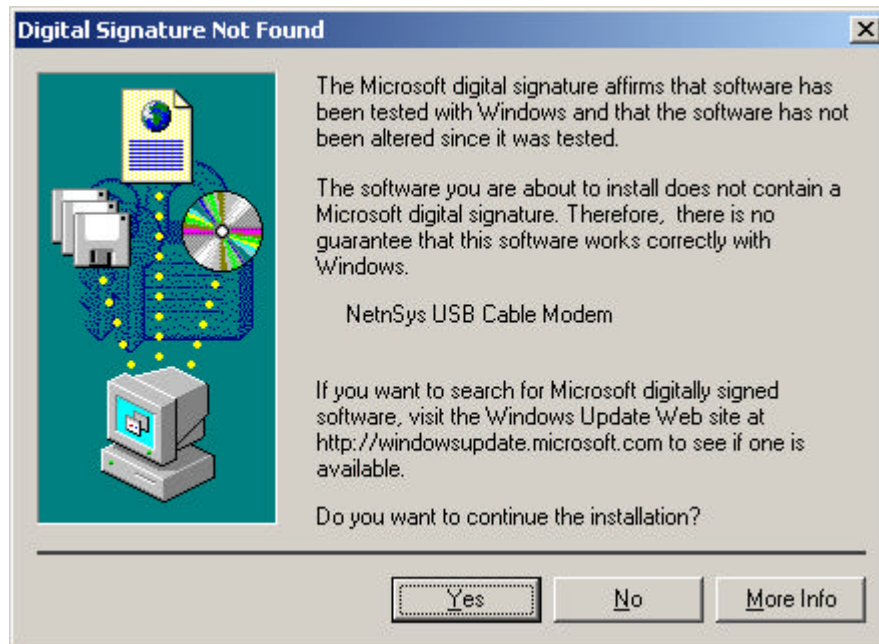 Digital Signature Not Found
The Microsoft digital signature affirms that software has
been tested with Windows and that the software has not
been altered since it was tested.
The software you are about to install does not contain a
Microsoft digital signature. Therefore, there is no
guarantee that this software works correctly with
Windows.
NetnSys USB Cable Modem
If you want to search for Microsoft digitally signed
software, visit the Windows Update Web site at
http://windowsupdate.microsoft.com to see if one is
available.
Do you want to continue the installation?
Yes No More Info